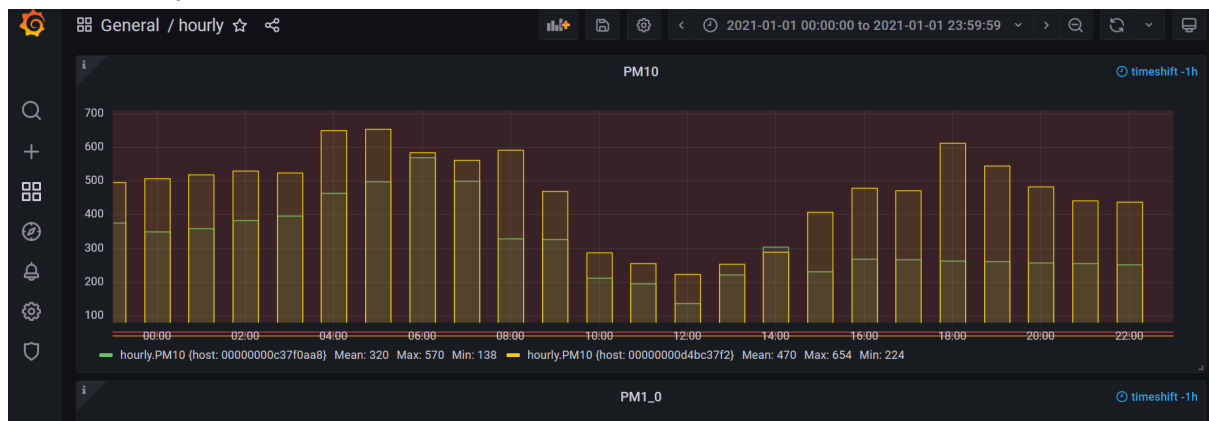 General / hourly 2021-01-01 00:00:00 to 2021-01-01 23:59:59
i PM10 timeshift -1h
700
600
500
400
300
200
100
00:00 02:00 04:00 06:00 08:00 10:00 12:00 14:00 16:00 18:00 20:00 22:00
hourly.PM10 {host: 00000000c37f0aa8} Mean: 320 Max: 570 Min: 138 hourly.PM10 {host: 00000000d4bc37f2} Mean: 470 Max: 654 Min: 224
i PM1_0 timeshift -1h